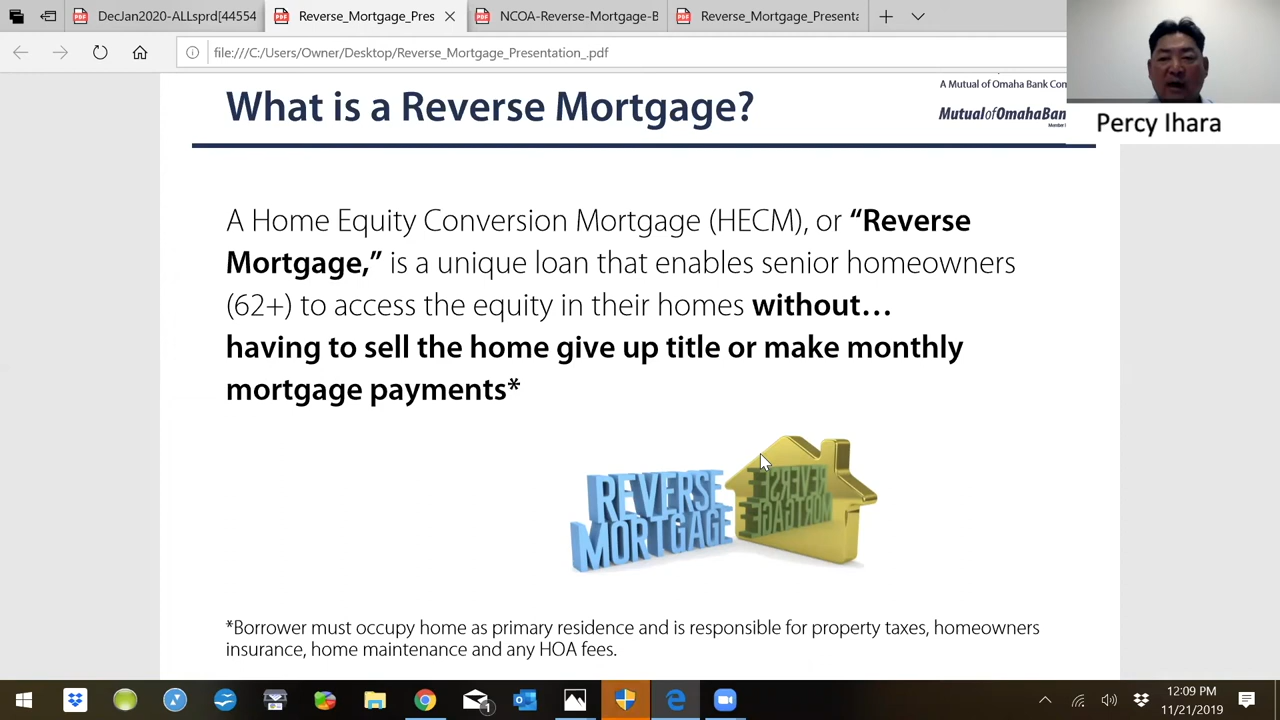 DecJan2020-ALLsprd[44554
Reverse_Mortgage_Pres
NCOA-Reverse-Mortgage-B
Reverse_Mortgage_Presenta
file:///C:/Users/Owner/Desktop/Reverse_Mortgage_Presentation_.pdf
What is a Reverse Mortgage?
A Mutual of Omaha Bank Com
MutualofOmahaBan
Percy Ihara
A Home Equity Conversion Mortgage (HECM), or “Reverse
Mortgage,” is a unique loan that enables senior homeowners
(62+) to access the equity in their homes without…
having to sell the home give up title or make monthly
mortgage payments*
REVERSE
MORTGAGE
REVERSE
MORTGAGE
*Borrower must occupy home as primary residence and is responsible for property taxes, homeowners
insurance, home maintenance and any HOA fees.
1
12:09 PM
11/21/2019